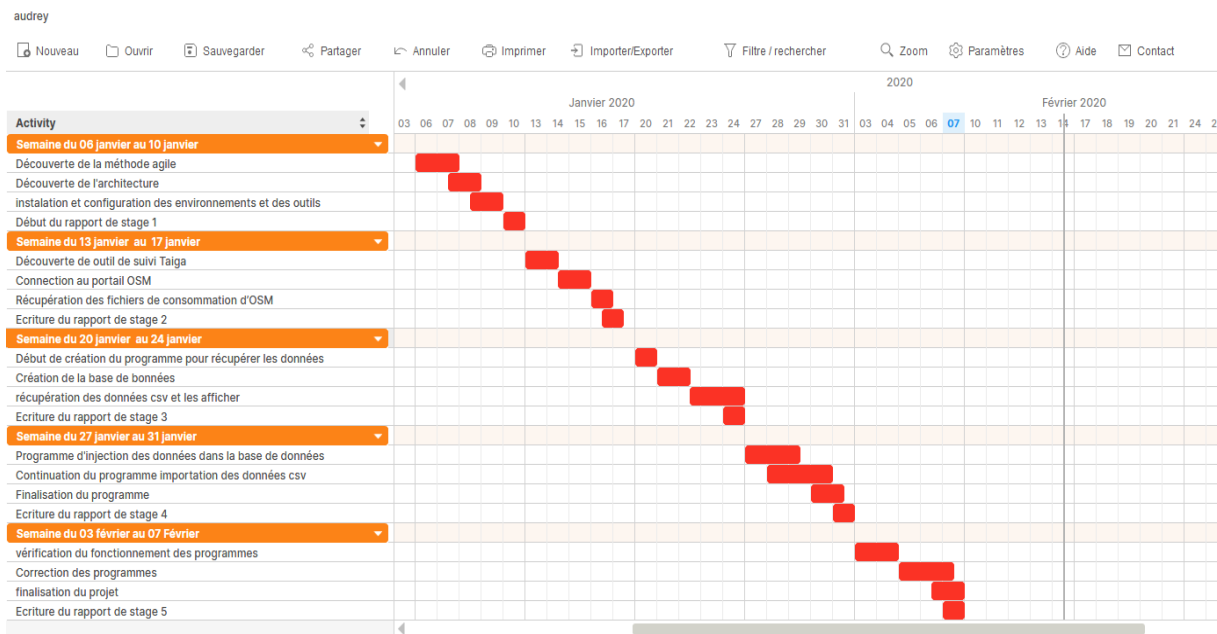 audrey
Nouveau Ouvrir Sauvegarder Partager Annuler Imprimer Importer/Exporter Filtre / rechercher Zoom Paramètres Aide Contact
2020
Janvier 2020 Février 2020
Activity 03 06 07 08 09 10 13 14 15 16 17 20 21 22 23 24 27 28 29 30 31 03 04 05 06 07 10 11 12 13 14 17 18 19 20 21 24 2
Semaine du 06 janvier au 10 janvier
Découverte de la méthode agile
Découverte de l'architecture
instalation et configuration des environnements et des outils
Début du rapport de stage 1
Semaine du 13 janvier au 17 janvier
Découverte de outil de suivi Taiga
Connection au portail OSM
Récupération des fichiers de consommation d'OSM
Ecriture du rapport de stage 2
Semaine du 20 janvier au 24 janvier
Début de création du programme pour récupérer les données
Création de la base de bonnées
récupération des données csv et les afficher
Ecriture du rapport de stage 3
Semaine du 27 janvier au 31 janvier
Programme d'injection des données dans la base de données
Continuation du programme importation des données csv
Finalisation du programme
Ecriture du rapport de stage 4
Semaine du 03 février au 07 Février
vérification du fonctionnement des programmes
Correction des programmes
finalisation du projet
Ecriture du rapport de stage 5